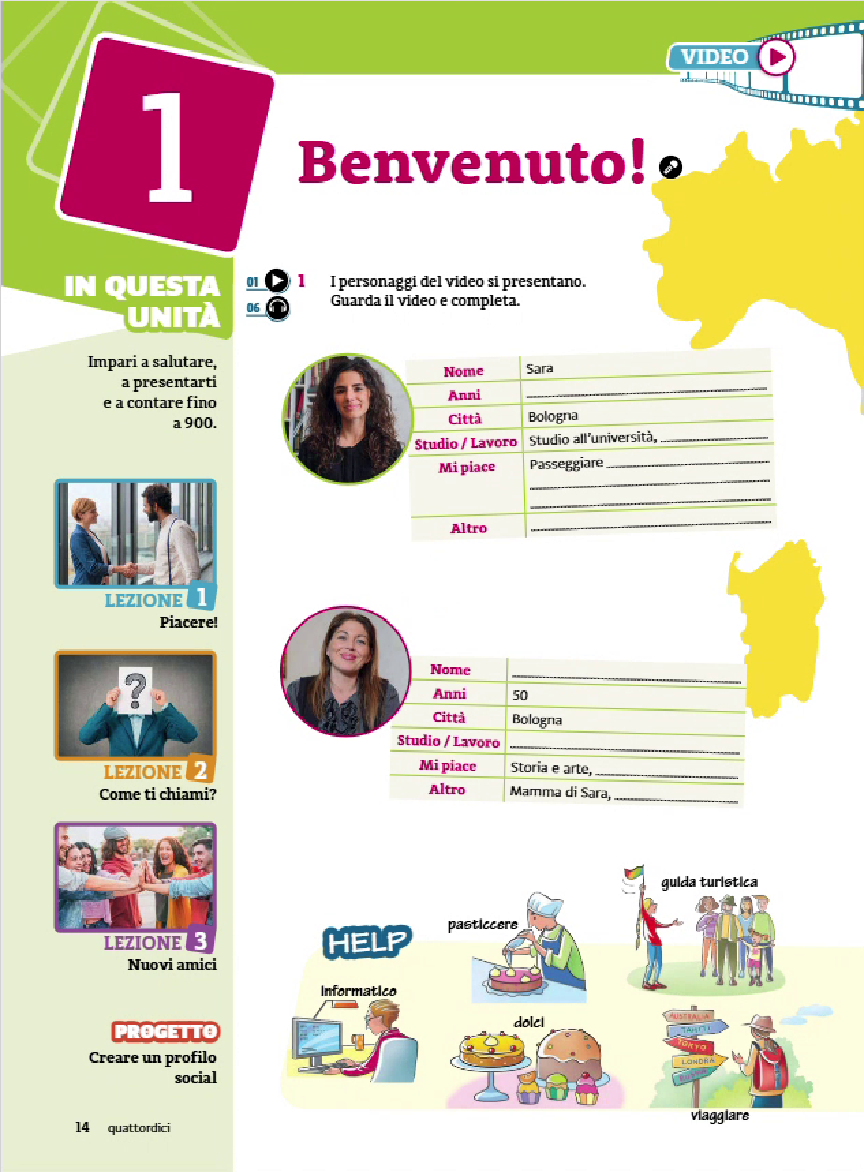 VIDEO
1
Benvenuto!
IN QUESTA
UNITÀ
Impari a salutare,
a presentarti
e a contare fino
a 900.
LEZIONE 1
Piacere!
?
LEZIONE 2
Come ti chiami?
LEZIONE 3
Nuovi amici
PROGETTO
Creare un profilo
social
01
06
1 I personaggi del video si presentano.
Guarda il video e completa.
Nome Sara
Anni
Città Bologna
Studio / Lavoro Studio all'università,
Mi piace Passeggiare
Altro
Nome
Anni 50
Città Bologna
Studio / Lavoro
Mi piace Storia e arte,
Altro Mamma di Sara,
HELP
pasticcere
guida turistica
informatico
dolci
AUSTRALIA
TAHITI
TOKYO
LONDRA
viaggiare
14 quattordici